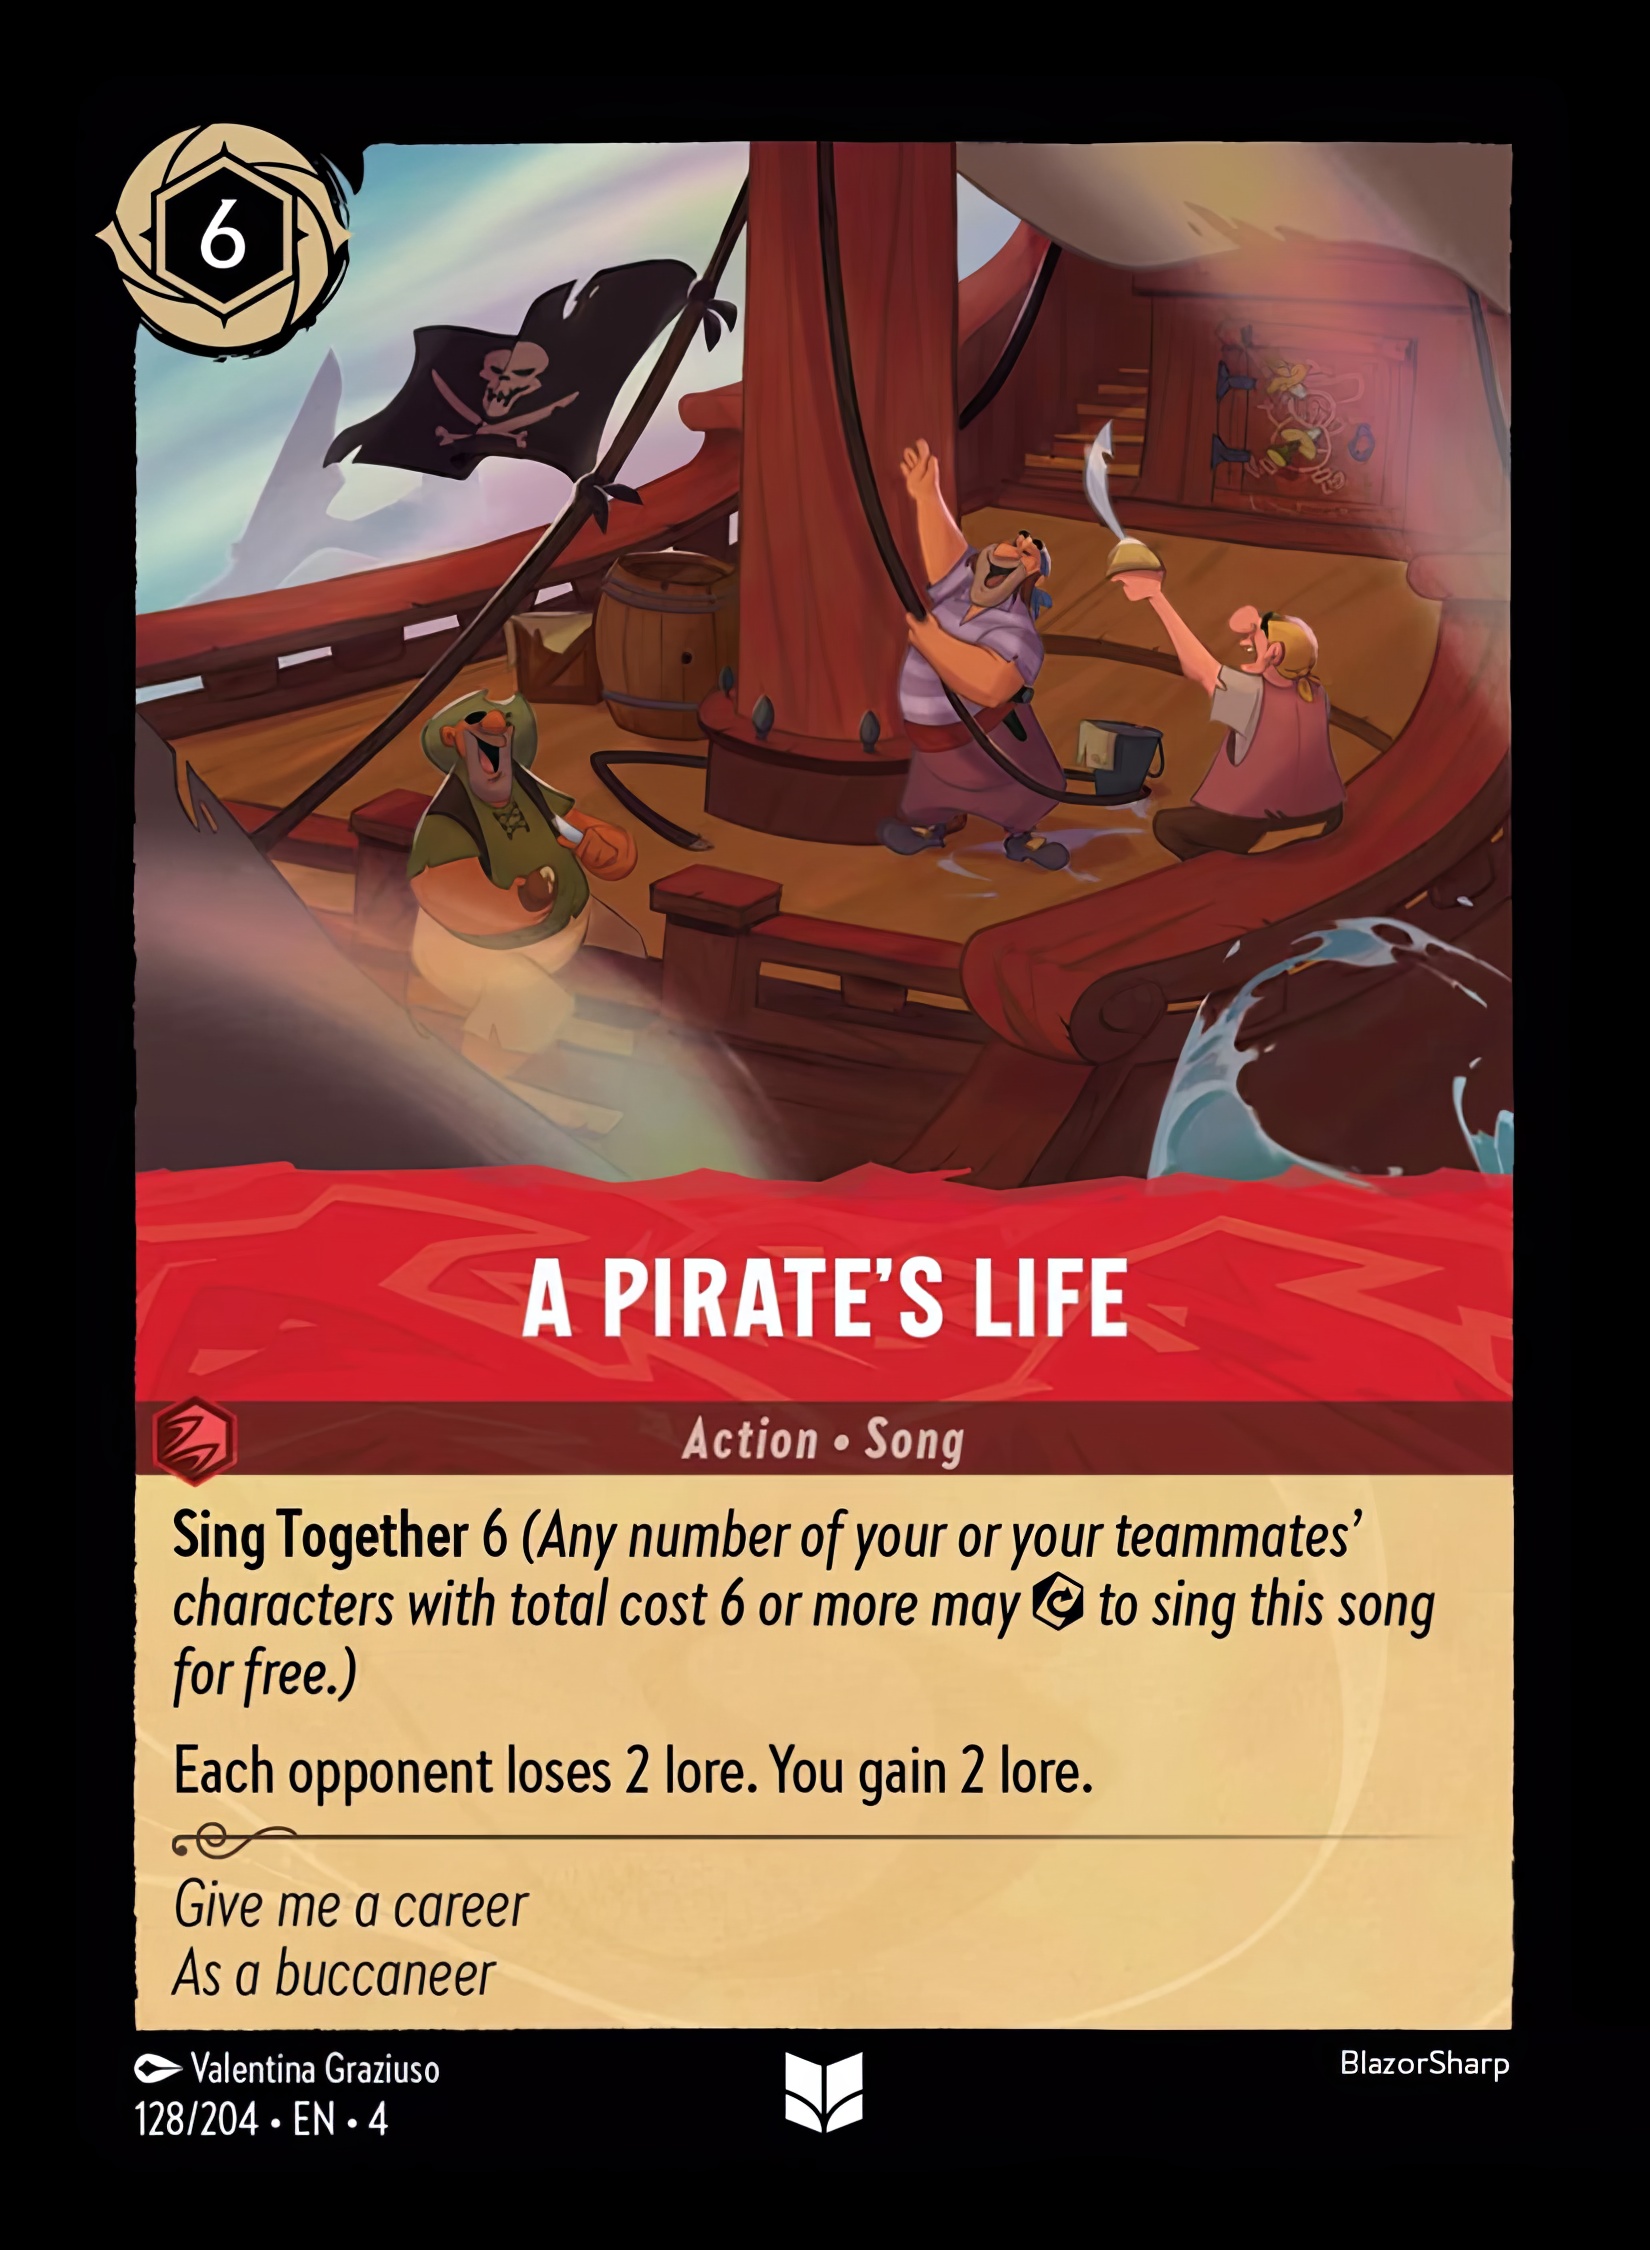 6
A PIRATE’S LIFE
Action • Song
Sing Together 6 (Any number of your or your teammates’
characters with total cost 6 or more may to sing this song
for free.)
Each opponent loses 2 lore. You gain 2 lore.
Give me a career
As a buccaneer
Valentina Graziuso
BlazorSharp
128/204 • EN • 4